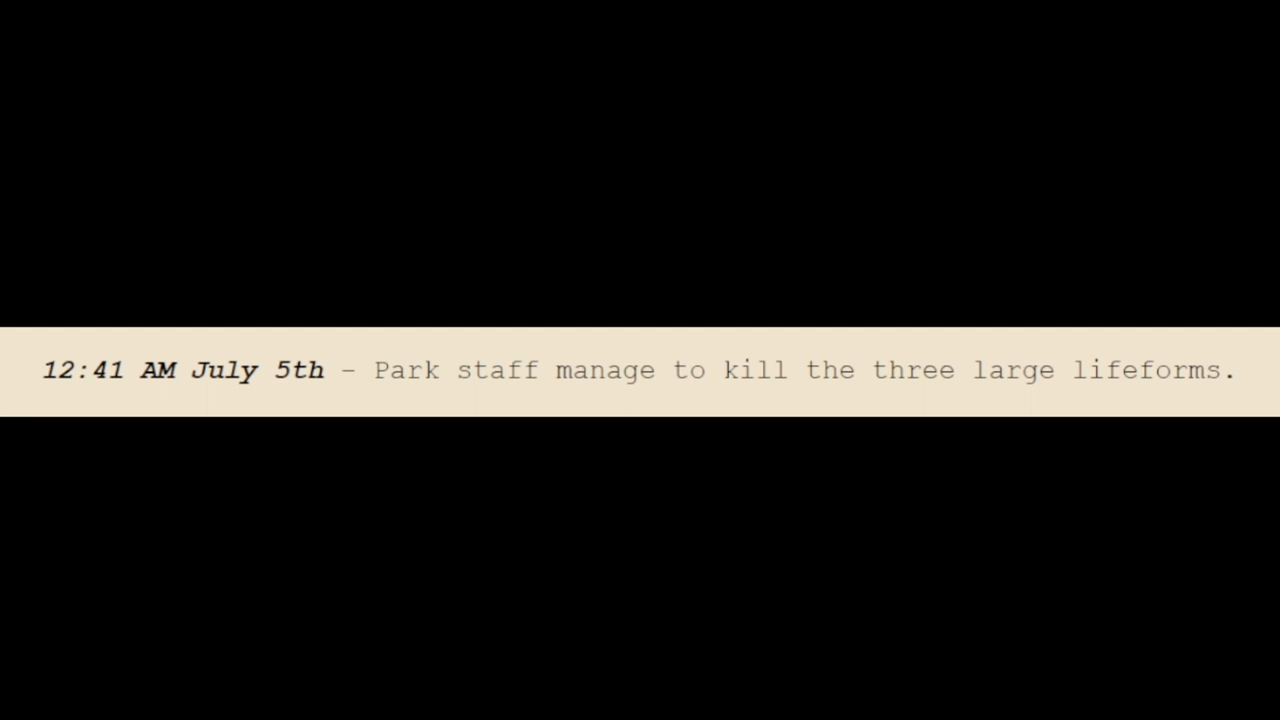 12:41 AM July 5th – Park staff manage to kill the three large lifeforms.